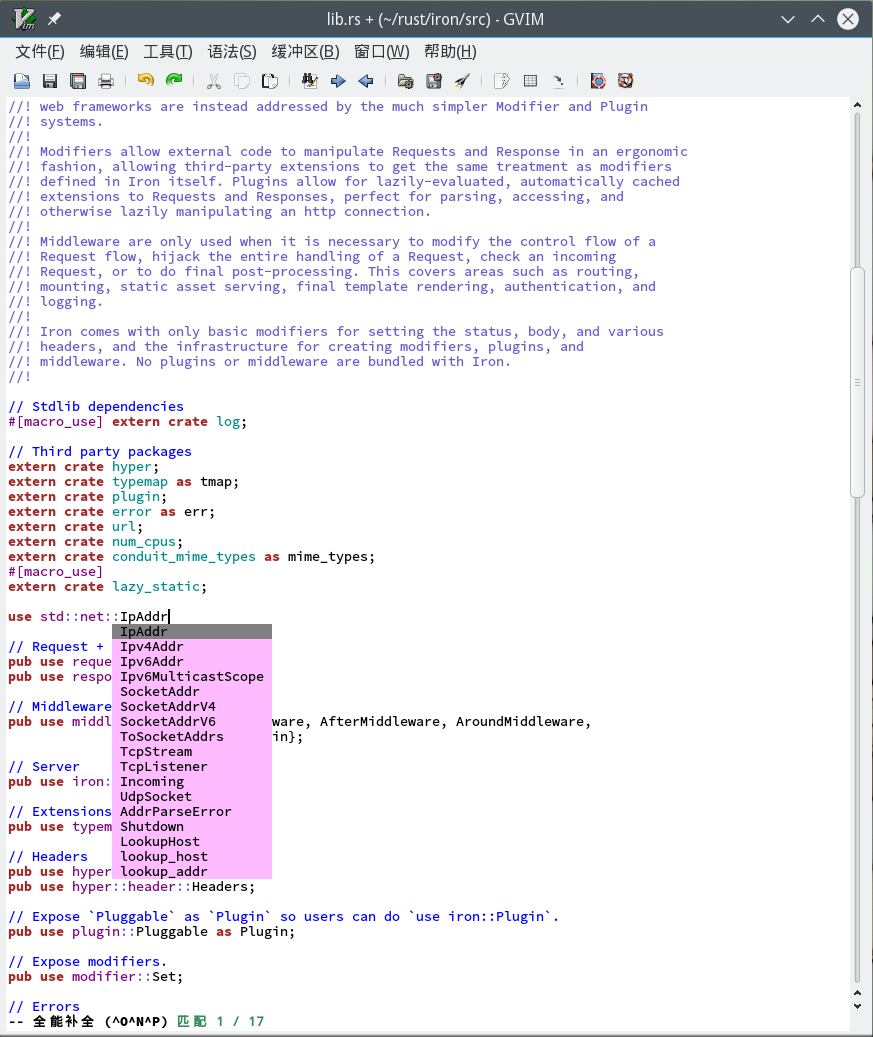 lib.rs + (~/rust/iron/src) - GVIM
文件(F) 编辑(E) 工具(T) 语法(S) 缓冲区(B) 窗口(W) 帮助(H)
//! web frameworks are instead addressed by the much simpler Modifier and Plugin
//! systems.
//!
//! Modifiers allow external code to manipulate Requests and Response in an ergonomic
//! fashion, allowing third-party extensions to get the same treatment as modifiers
//! defined in Iron itself. Plugins allow for lazily-evaluated, automatically cached
//! extensions to Requests and Responses, perfect for parsing, accessing, and
//! otherwise lazily manipulating an http connection.
//!
//! Middleware are only used when it is necessary to modify the control flow of a
//! Request flow, hijack the entire handling of a Request, check an incoming
//! Request, or to do final post-processing. This covers areas such as routing,
//! mounting, static asset serving, final template rendering, authentication, and
//! logging.
//!
//! Iron comes with only basic modifiers for setting the status, body, and various
//! headers, and the infrastructure for creating modifiers, plugins, and
//! middleware. No plugins or middleware are bundled with Iron.
//!
// Stdlib dependencies
#[macro_use] extern crate log;
// Third party packages
extern crate hyper;
extern crate typemap as tmap;
extern crate plugin;
extern crate error as err;
extern crate url;
extern crate num_cpus;
extern crate conduit_mime_types as mime_types;
#[macro_use]
extern crate lazy_static;
use std::net::IpAddr
IpAddr
// Request + Ipv4Addr
pub use reque Ipv6Addr
pub use respo Ipv6MulticastScope
SocketAddr
// Middleware SocketAddrV4
pub use middl SocketAddrV6 ware, AfterMiddleware, AroundMiddleware,
ToSocketAddrs in};
TcpStream
// Server TcpListener
pub use iron: Incoming
UdpSocket
// Extensions AddrParseError
pub use typem Shutdown
LookupHost
// Headers lookup_host
pub use hyper lookup_addr
pub use hyper::header::Headers;
// Expose `Pluggable` as `Plugin` so users can do `use iron::Plugin`.
pub use plugin::Pluggable as Plugin;
// Expose modifiers.
pub use modifier::Set;
// Errors
-- 全能补全 (^O^N^P) 匹配 1 / 17